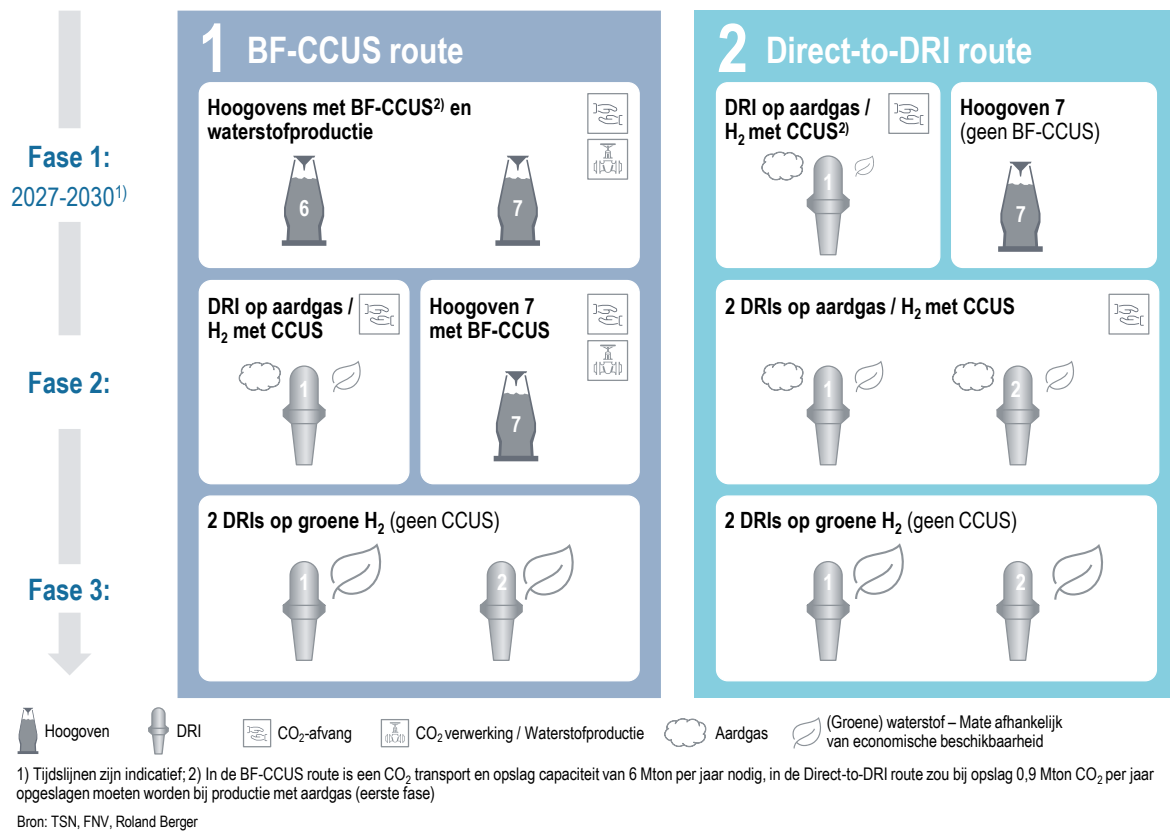 1 BF-CCUS route
2 Direct-to-DRI route
Fase 1:
2027-2030¹⁾
Hoogovens met BF-CCUS²⁾ en
waterstofproductie
6
7
DRI op aardgas /
H₂ met CCUS²⁾
1
Hoogoven 7
(geen BF-CCUS)
7
Fase 2:
DRI op aardgas /
H₂ met CCUS
1
Hoogoven 7
met BF-CCUS
7
2 DRIs op aardgas / H₂ met CCUS
1
2
Fase 3:
2 DRIs op groene H₂ (geen CCUS)
1
2
2 DRIs op groene H₂ (geen CCUS)
1
2
Hoogoven
DRI
CO₂-afvang
CO₂ verwerking / Waterstofproductie
Aardgas
(Groene) waterstof – Mate afhankelijk
van economische beschikbaarheid
1) Tijdslijnen zijn indicatief; 2) In de BF-CCUS route is een CO₂ transport en opslag capaciteit van 6 Mton per jaar nodig, in de Direct-to-DRI route zou bij opslag 0,9 Mton CO₂ per jaar
opgeslagen moeten worden bij productie met aardgas (eerste fase)
Bron: TSN, FNV, Roland Berger